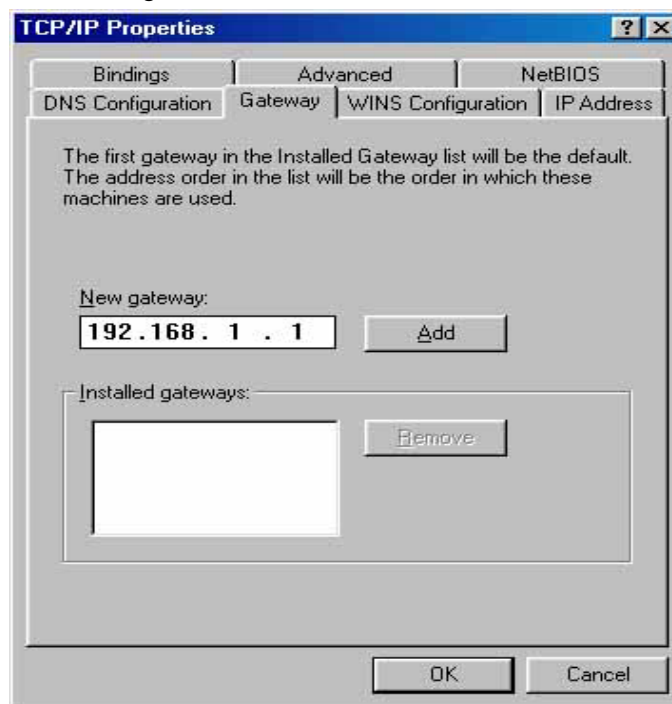 TCP/IP Properties
? ×
Bindings Advanced NetBIOS
DNS Configuration Gateway WINS Configuration IP Address
The first gateway in the Installed Gateway list will be the default.
The address order in the list will be the order in which these
machines are used.
New gateway:
192.168. 1 . 1 Add
Installed gateways:
Remove
OK Cancel